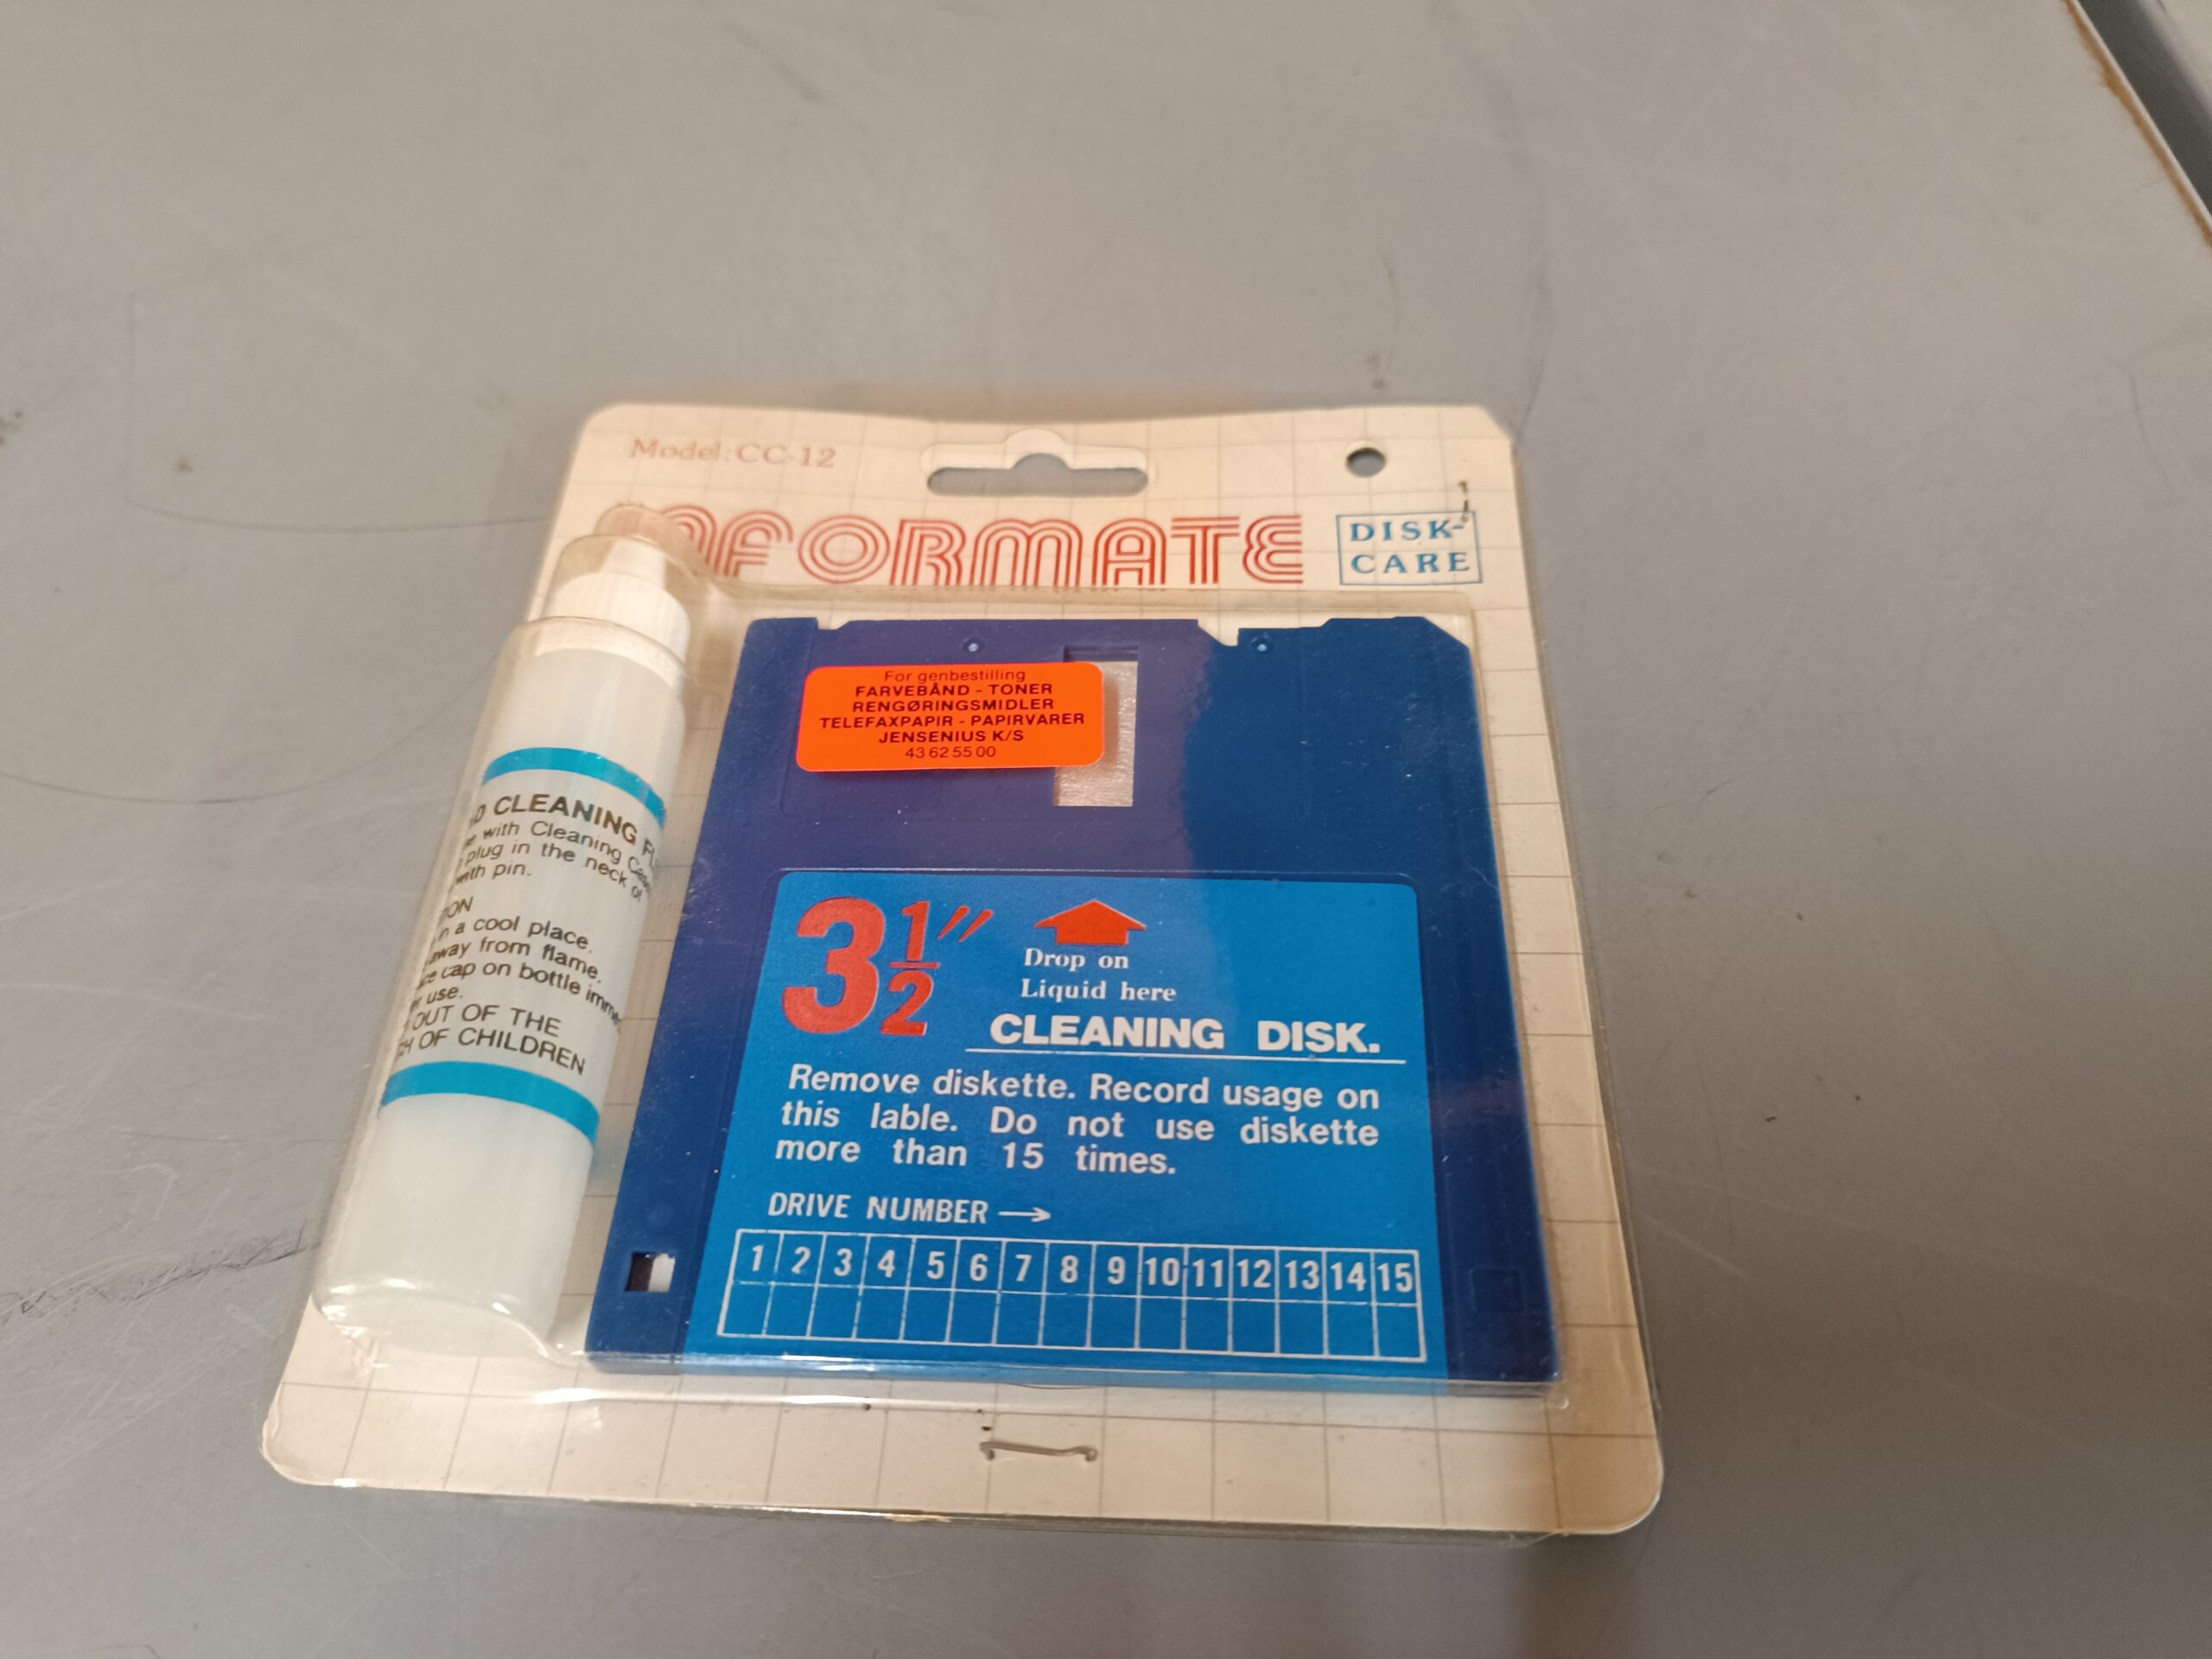 Model: CC-12
INFORMATE
DISK-
CARE
For genbestilling
FARVEBÅND - TONER
RENGØRINGSMIDLER
TELEFAXPAPIR - PAPIRVARER
JENSENIUS K/S
43 62 55 00
CLEANING
with Cleaning
plug in the neck of
with pin.
in a cool place.
away from flame.
cap on bottle
use.
OUT OF THE
OF CHILDREN
3 1/2"
Drop on
Liquid here
CLEANING DISK.
Remove diskette. Record usage on
this lable. Do not use diskette
more than 15 times.
DRIVE NUMBER →
1 2 3 4 5 6 7 8 9 10 11 12 13 14 15